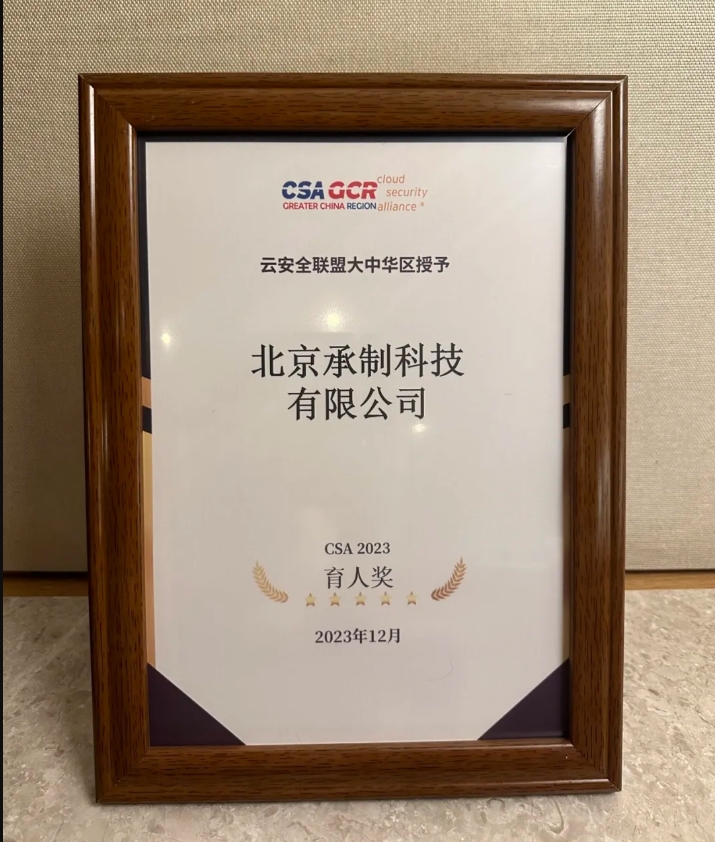 CSA GCR cloud
security
GREATER CHINA REGION alliance ®
云安全联盟大中华区授予
北京承制科技
有限公司
CSA 2023
育人奖
2023年12月